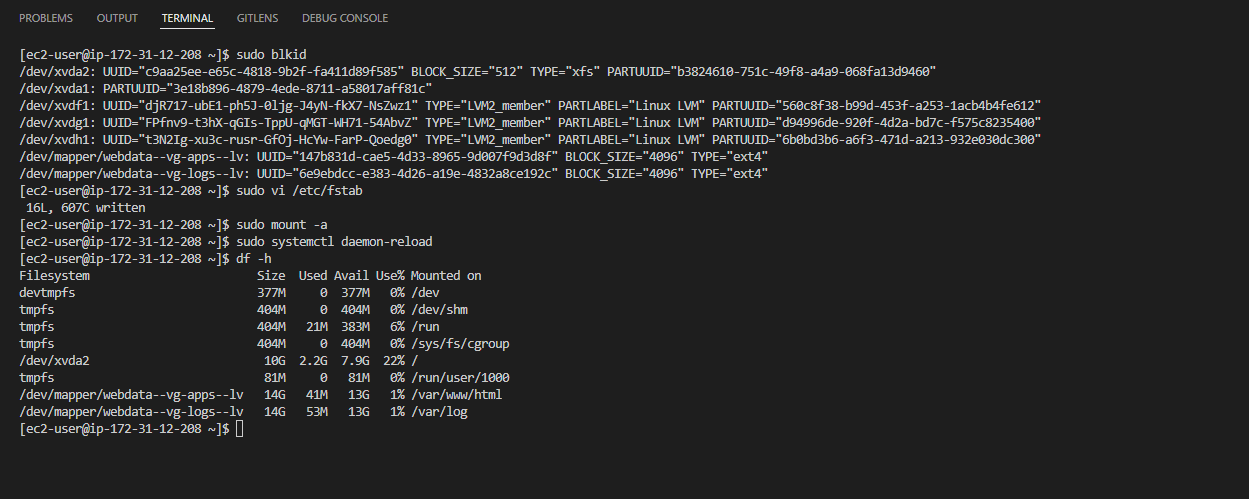 PROBLEMS OUTPUT TERMINAL GITLENS DEBUG CONSOLE
[ec2-user@ip-172-31-12-208 ~]$ sudo blkid
/dev/xvda2: UUID="c9aa25ee-e65c-4818-9b2f-fa411d89f585" BLOCK_SIZE="512" TYPE="xfs" PARTUUID="b3824610-751c-49f8-a4a9-068fa13d9460"
/dev/xvda1: PARTUUID="3e18b896-4879-4ede-8711-a58017aff81c"
/dev/xvdf1: UUID="djR717-ubE1-ph5J-0ljg-J4yN-fkX7-NsZwz1" TYPE="LVM2_member" PARTLABEL="Linux LVM" PARTUUID="560c8f38-b99d-453f-a253-1acb4b4fe612"
/dev/xvdg1: UUID="FPfnv9-t3hX-qGIs-TppU-qMGT-WH71-54AbvZ" TYPE="LVM2_member" PARTLABEL="Linux LVM" PARTUUID="d94996de-920f-4d2a-bd7c-f575c8235400"
/dev/xvdh1: UUID="t3N2Ig-xu3c-rusr-GfOj-HcYw-FarP-Qoedg0" TYPE="LVM2_member" PARTLABEL="Linux LVM" PARTUUID="6b0bd3b6-a6f3-471d-a213-932e030dc300"
/dev/mapper/webdata--vg-apps--lv: UUID="147b831d-cae5-4d33-8965-9d007f9d3d8f" BLOCK_SIZE="4096" TYPE="ext4"
/dev/mapper/webdata--vg-logs--lv: UUID="6e9ebdcc-e383-4d26-a19e-4832a8ce192c" BLOCK_SIZE="4096" TYPE="ext4"
[ec2-user@ip-172-31-12-208 ~]$ sudo vi /etc/fstab
16L, 607C written
[ec2-user@ip-172-31-12-208 ~]$ sudo mount -a
[ec2-user@ip-172-31-12-208 ~]$ sudo systemctl daemon-reload
[ec2-user@ip-172-31-12-208 ~]$ df -h
Filesystem Size Used Avail Use% Mounted on
devtmpfs 377M 0 377M 0% /dev
tmpfs 404M 0 404M 0% /dev/shm
tmpfs 404M 21M 383M 6% /run
tmpfs 404M 0 404M 0% /sys/fs/cgroup
/dev/xvda2 10G 2.2G 7.9G 22% /
tmpfs 81M 0 81M 0% /run/user/1000
/dev/mapper/webdata--vg-apps--lv 14G 41M 13G 1% /var/www/html
/dev/mapper/webdata--vg-logs--lv 14G 53M 13G 1% /var/log
[ec2-user@ip-172-31-12-208 ~]$